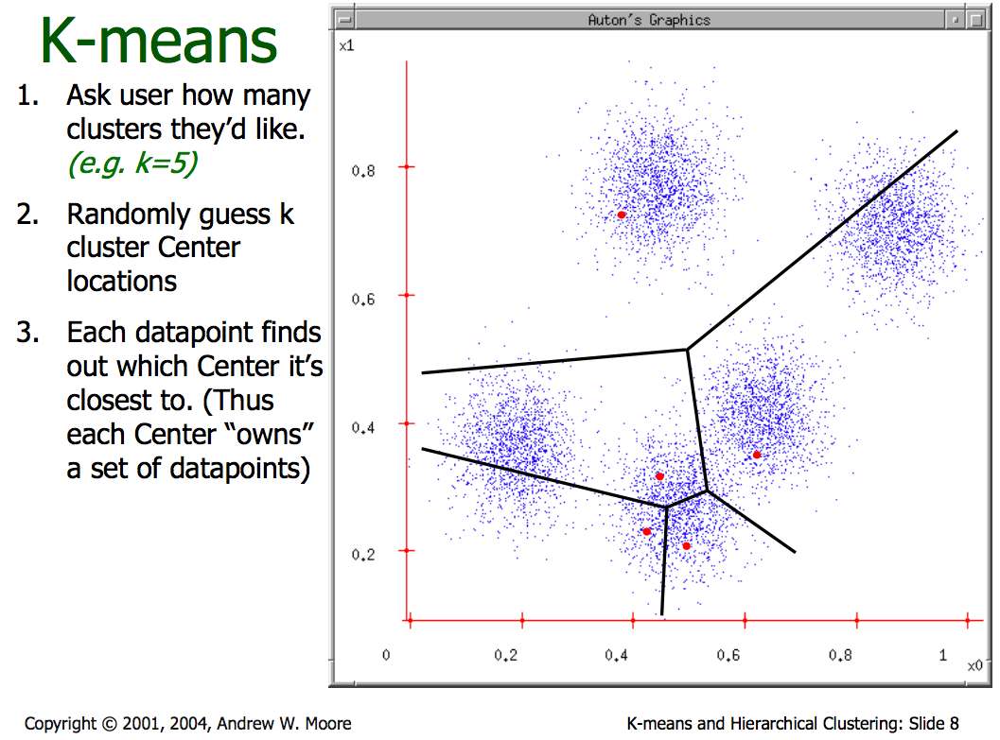 K-means
1. Ask user how many
clusters they’d like.
(e.g. k=5)
2. Randomly guess k
cluster Center
locations
3. Each datapoint finds
out which Center it’s
closest to. (Thus
each Center “owns”
a set of datapoints)
Auton's Graphics
x1
0.8
0.6
0.4
0.2
0 0.2 0.4 0.6 0.8 1
x0
Copyright © 2001, 2004, Andrew W. Moore
K-means and Hierarchical Clustering: Slide 8